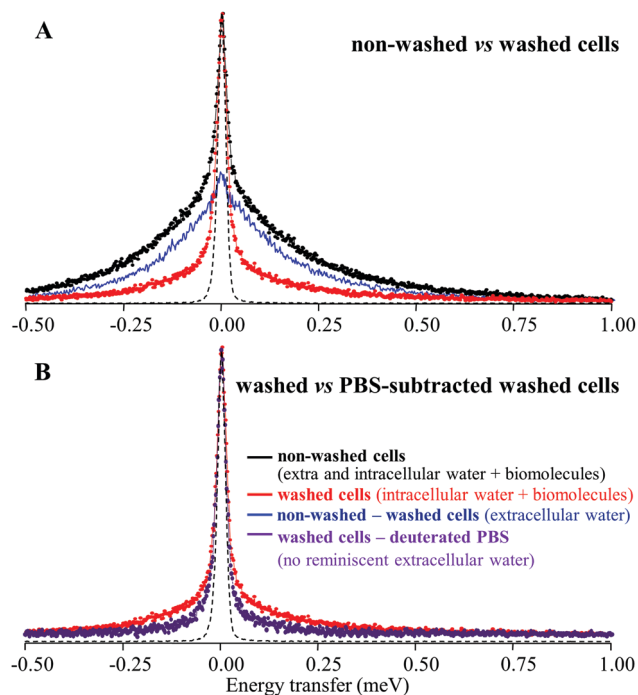 A
non-washed vs washed cells
-0.50 -0.25 0.00 0.25 0.50 0.75 1.00
B
washed vs PBS-subtracted washed cells
non-washed cells
(extra and intracellular water + biomolecules)
washed cells (intracellular water + biomolecules)
non-washed – washed cells (extracellular water)
washed cells – deuterated PBS
(no reminiscent extracellular water)
-0.50 -0.25 0.00 0.25 0.50 0.75 1.00
Energy transfer (meV)